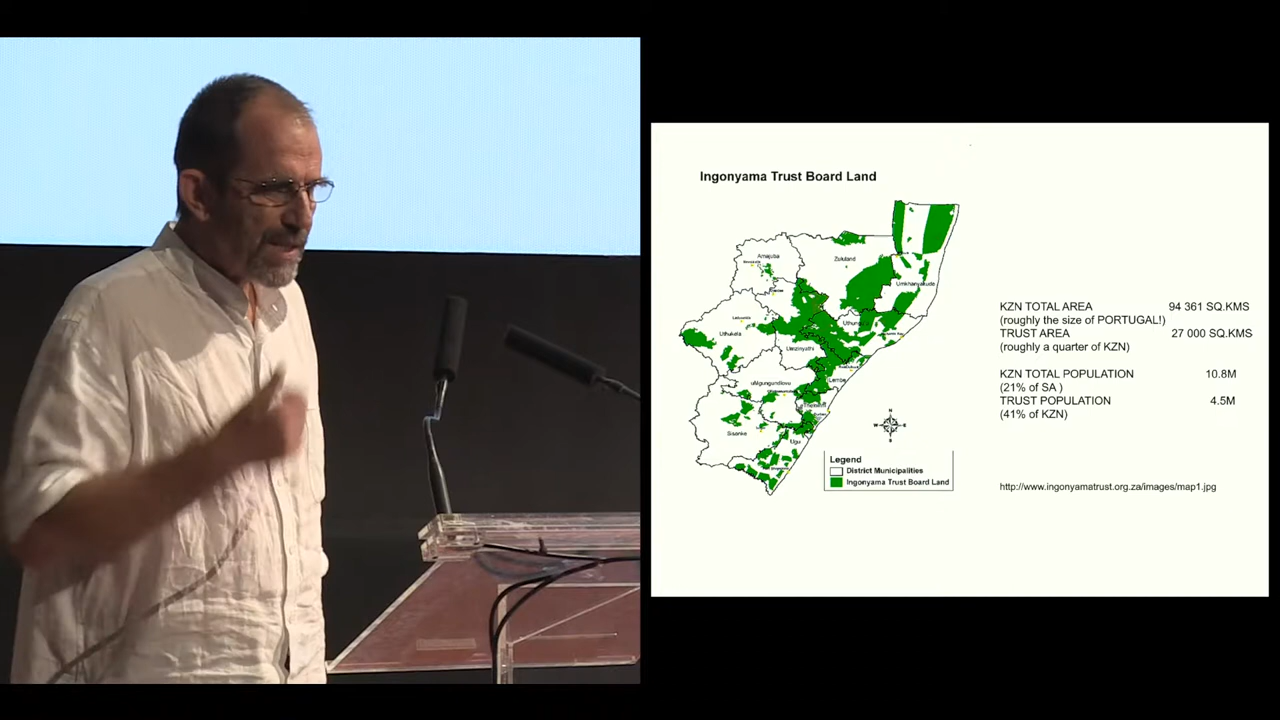 Ingonyama Trust Board Land
Amajuba
Zululand
Umkhanyakude
Uthukela
Uthungulu
Umzinyathi
uMgungundlovu
Sisonke
Ugu
N
W E
S
Legend
District Municipalities
Ingonyama Trust Board Land
KZN TOTAL AREA 94 361 SQ.KMS
(roughly the size of PORTUGAL!)
TRUST AREA 27 000 SQ.KMS
(roughly a quarter of KZN)
KZN TOTAL POPULATION 10.8M
(21% of SA )
TRUST POPULATION 4.5M
(41% of KZN)
http://www.ingonyamatrust.org.za/images/map1.jpg